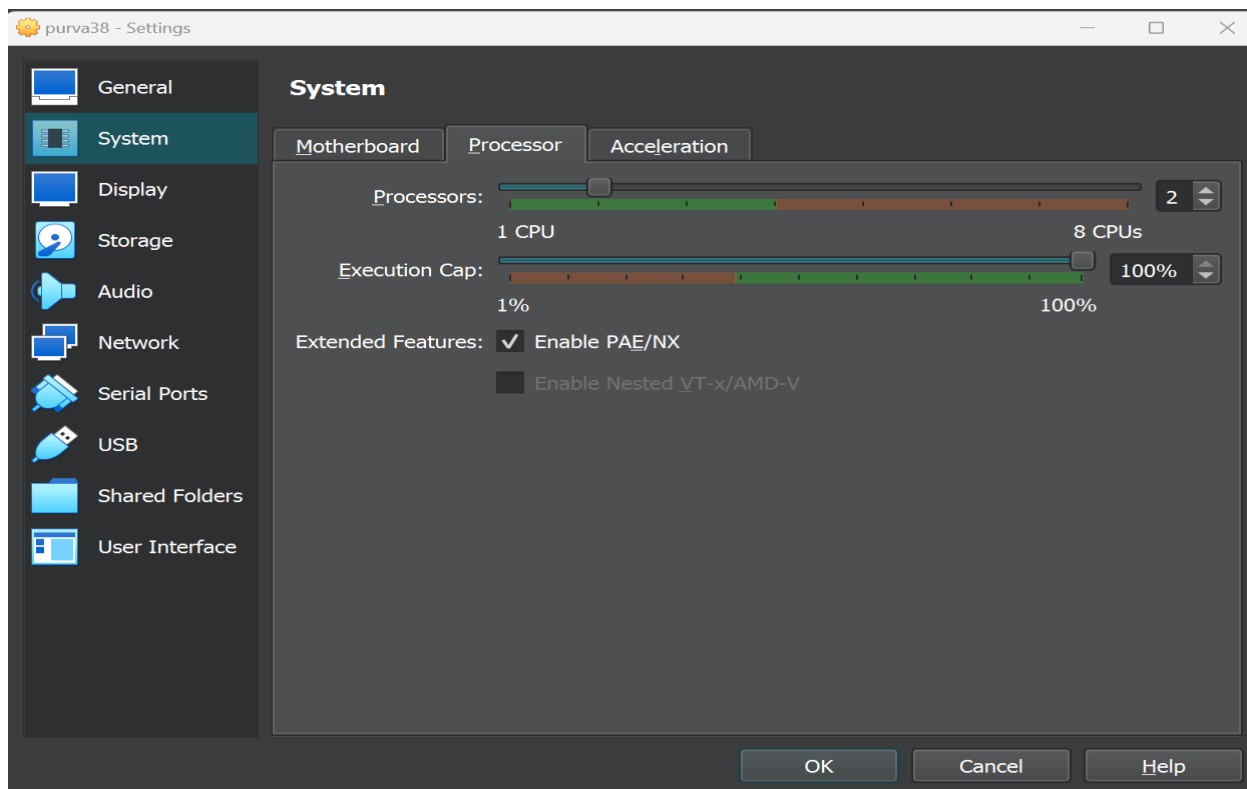 purva38 - Settings
General
System
Display
Storage
Audio
Network
Serial Ports
USB
Shared Folders
User Interface
System
Motherboard Processor Acceleration
Processors: 2
1 CPU 8 CPUs
Execution Cap: 100%
1% 100%
Extended Features: Enable PAE/NX
Enable Nested VT-x/AMD-V
OK Cancel Help